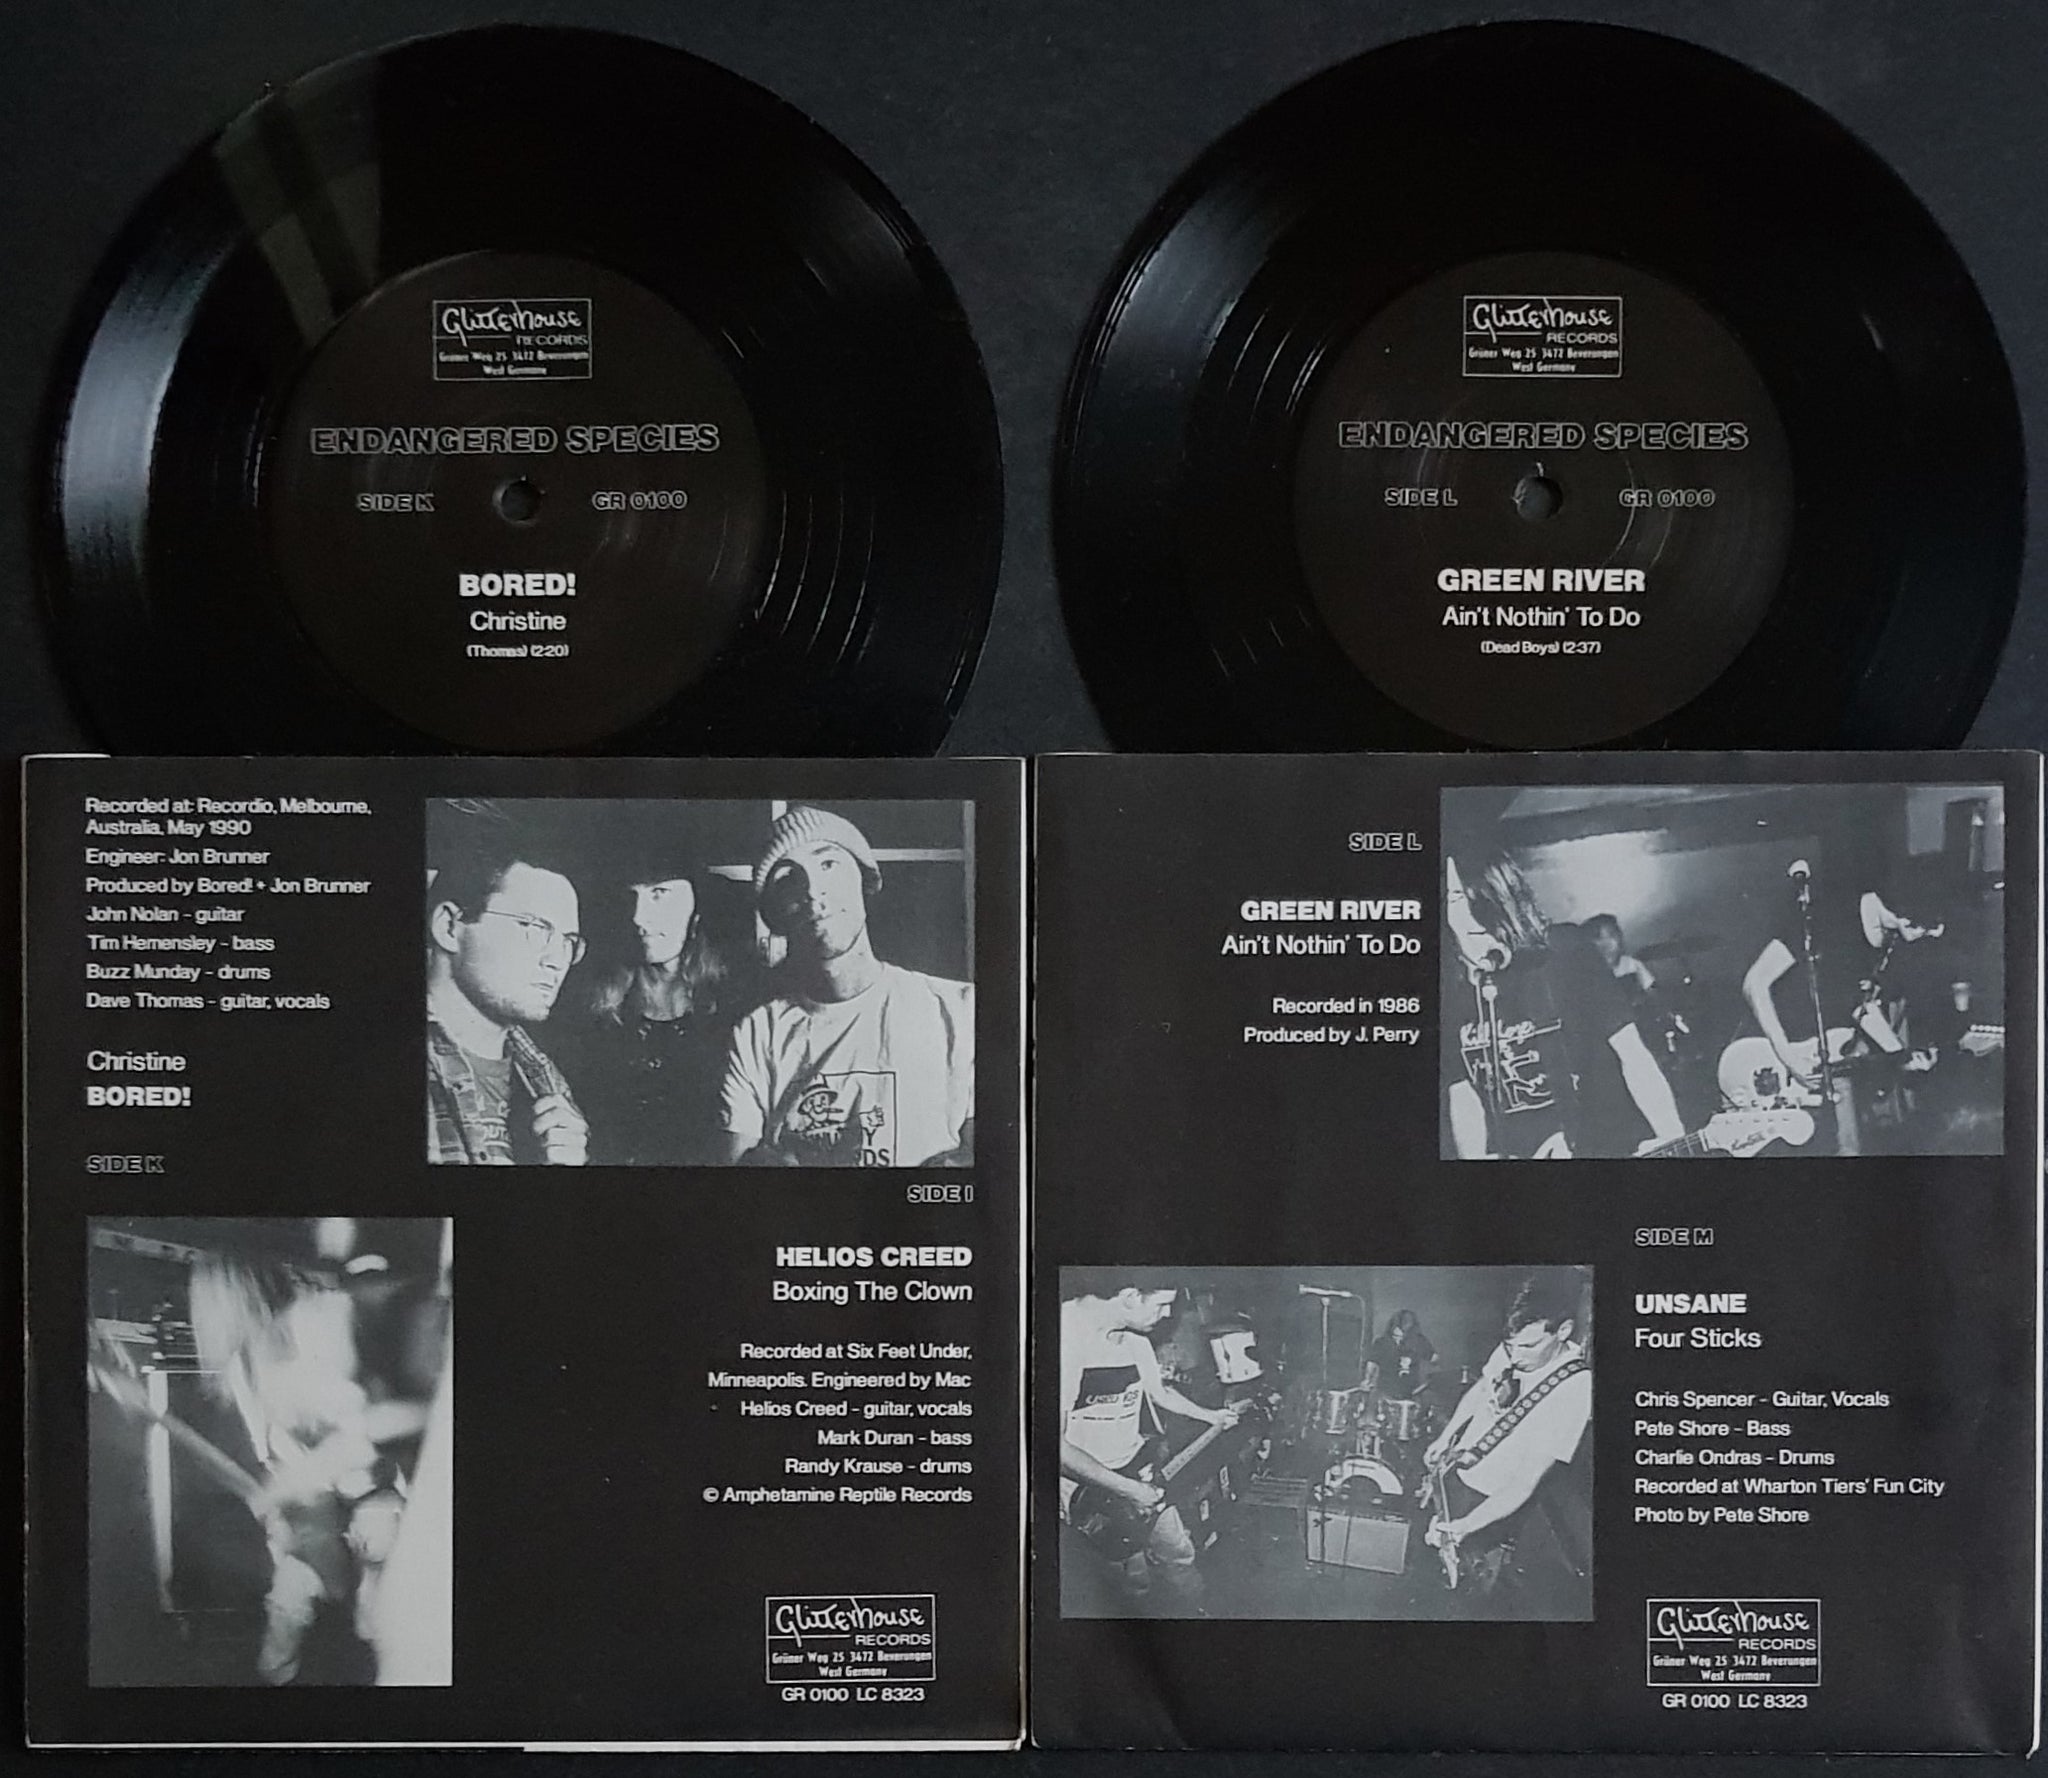 Glitterhouse
RECORDS
Grüner Weg 25 3472 Beverungen
West Germany
ENDANGERED SPECIES
SIDE K
GR 0100
BORED!
Christine
(Thomas) (2:20)
Glitterhouse
RECORDS
Grüner Weg 25 3472 Beverungen
West Germany
ENDANGERED SPECIES
SIDE L
GR 0100
GREEN RIVER
Ain't Nothin' To Do
(Dead Boys) (2:37)
Recorded at: Recordio, Melbourne,
Australia, May 1990
Engineer: Jon Brunner
Produced by Bored! + Jon Brunner
John Nolan - guitar
Tim Hemensley - bass
Buzz Munday - drums
Dave Thomas - guitar, vocals
Christine
BORED!
SIDE K
SIDE I
HELIOS CREED
Boxing The Clown
Recorded at Six Feet Under,
Minneapolis. Engineered by Mac
Helios Creed - guitar, vocals
Mark Duran - bass
Randy Krause - drums
© Amphetamine Reptile Records
Glitterhouse
RECORDS
Grüner Weg 25 3472 Beverungen
West Germany
GR 0100 LC 8323
SIDE L
GREEN RIVER
Ain't Nothin' To Do
Recorded in 1986
Produced by J. Perry
Kill
SIDE M
UNSANE
Four Sticks
Chris Spencer - Guitar, Vocals
Pete Shore - Bass
Charlie Ondras - Drums
Recorded at Wharton Tiers' Fun City
Photo by Pete Shore
Glitterhouse
RECORDS
Grüner Weg 25 3472 Beverungen
West Germany
GR 0100 LC 8323